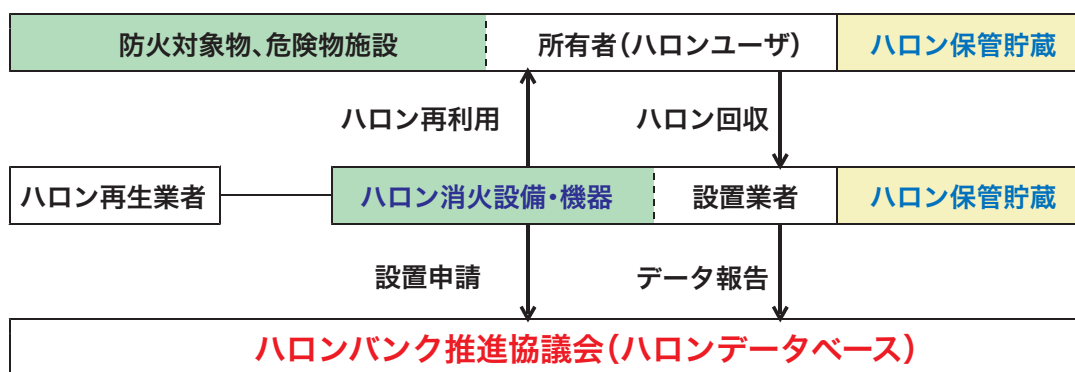 防火対象物、危険物施設 所有者(ハロンユーザ) ハロン保管貯蔵
ハロン再利用 ハロン回収
ハロン再生業者 ハロン消火設備・機器 設置業者 ハロン保管貯蔵
設置申請 データ報告
ハロンバンク推進協議会(ハロンデータベース)